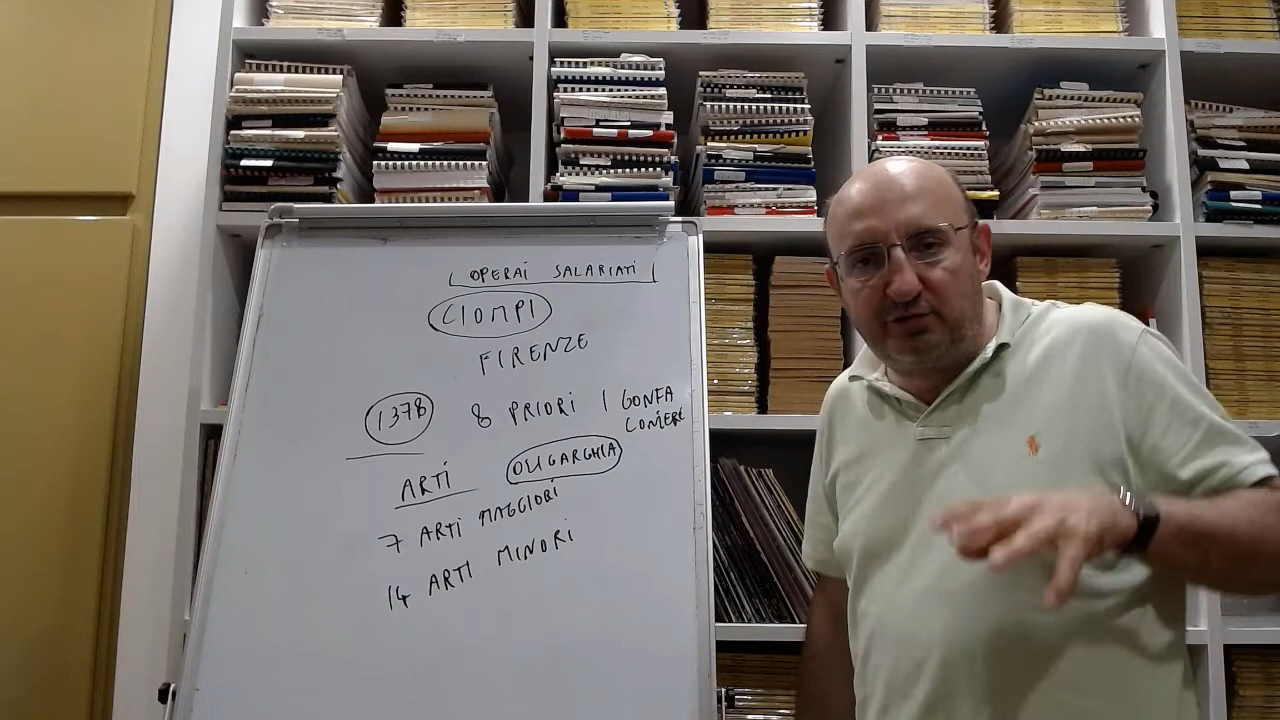 OPERAI SALARIATI
CIOMPI
FIRENZE
1378 8 PRIORI 1 GONFA
LONIERE
ARTI OLIGARCHIA
7 ARTI MAGGIORI
14 ARTI MINORI